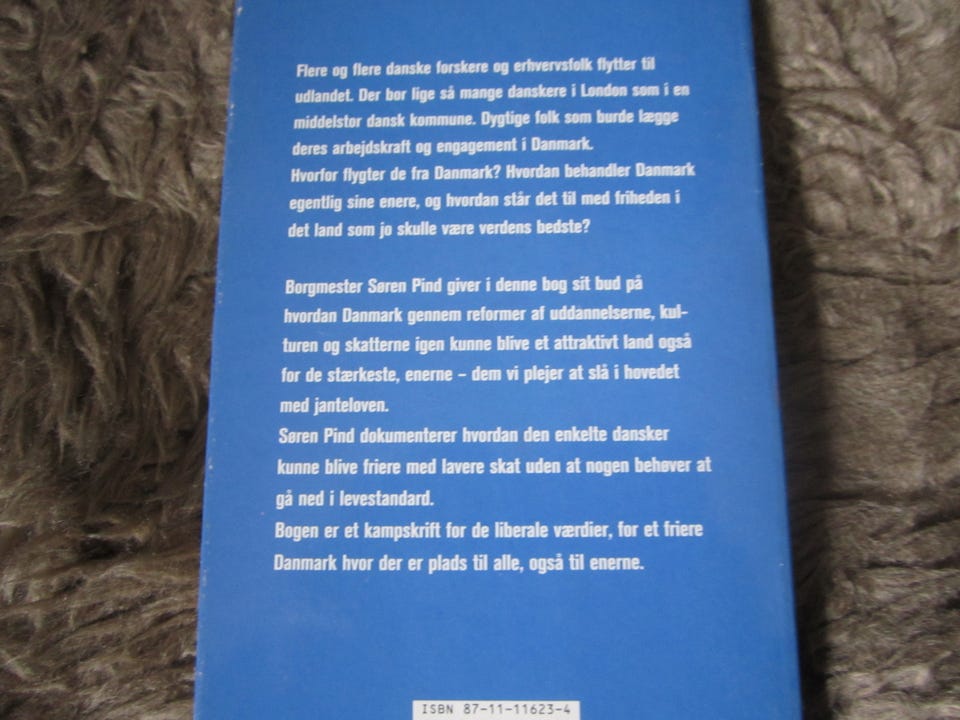 Flere og flere danske forskere og erhvervsfolk flytter til
udlandet. Der bor lige så mange danskere i London som i en
middelstor dansk kommune. Dygtige folk som burde lægge
deres arbejdskraft og engagement i Danmark.
Hvorfor flygter de fra Danmark? Hvordan behandler Danmark
egentlig sine enere, og hvordan står det til med friheden i
det land som jo skulle være verdens bedste?
Borgmester Søren Pind giver i denne bog sit bud på
hvordan Danmark gennem reformer af uddannelserne, kul-
turen og skatterne igen kunne blive et attraktivt land også
for de stærkeste, enerne – dem vi plejer at slå i hovedet
med janteloven.
Søren Pind dokumenterer hvordan den enkelte dansker
kunne blive friere med lavere skat uden at nogen behøver at
gå ned i levestandard.
Bogen er et kampskrift for de liberale værdier, for et friere
Danmark hvor der er plads til alle, også til enerne.
ISBN 87-11-11623-4